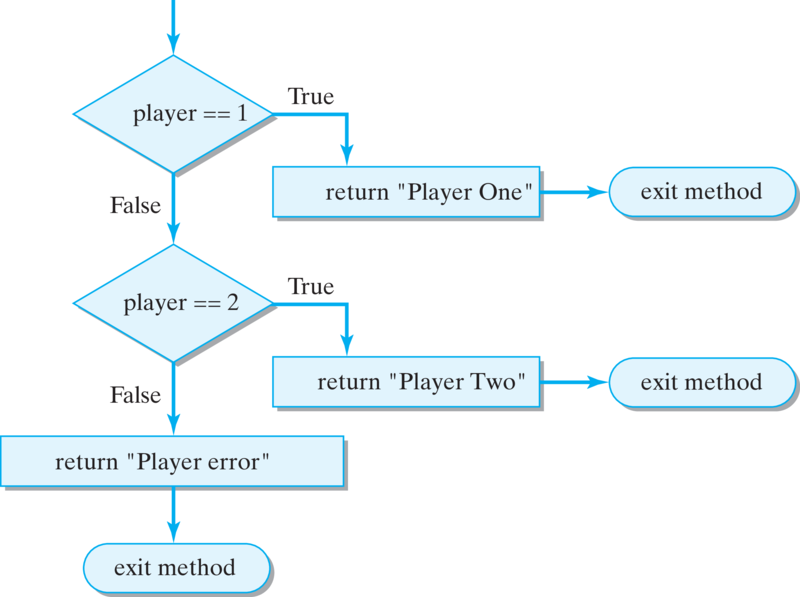 True
player == 1
return "Player One"
exit method
False
True
player == 2
return "Player Two"
exit method
False
return "Player error"
exit method